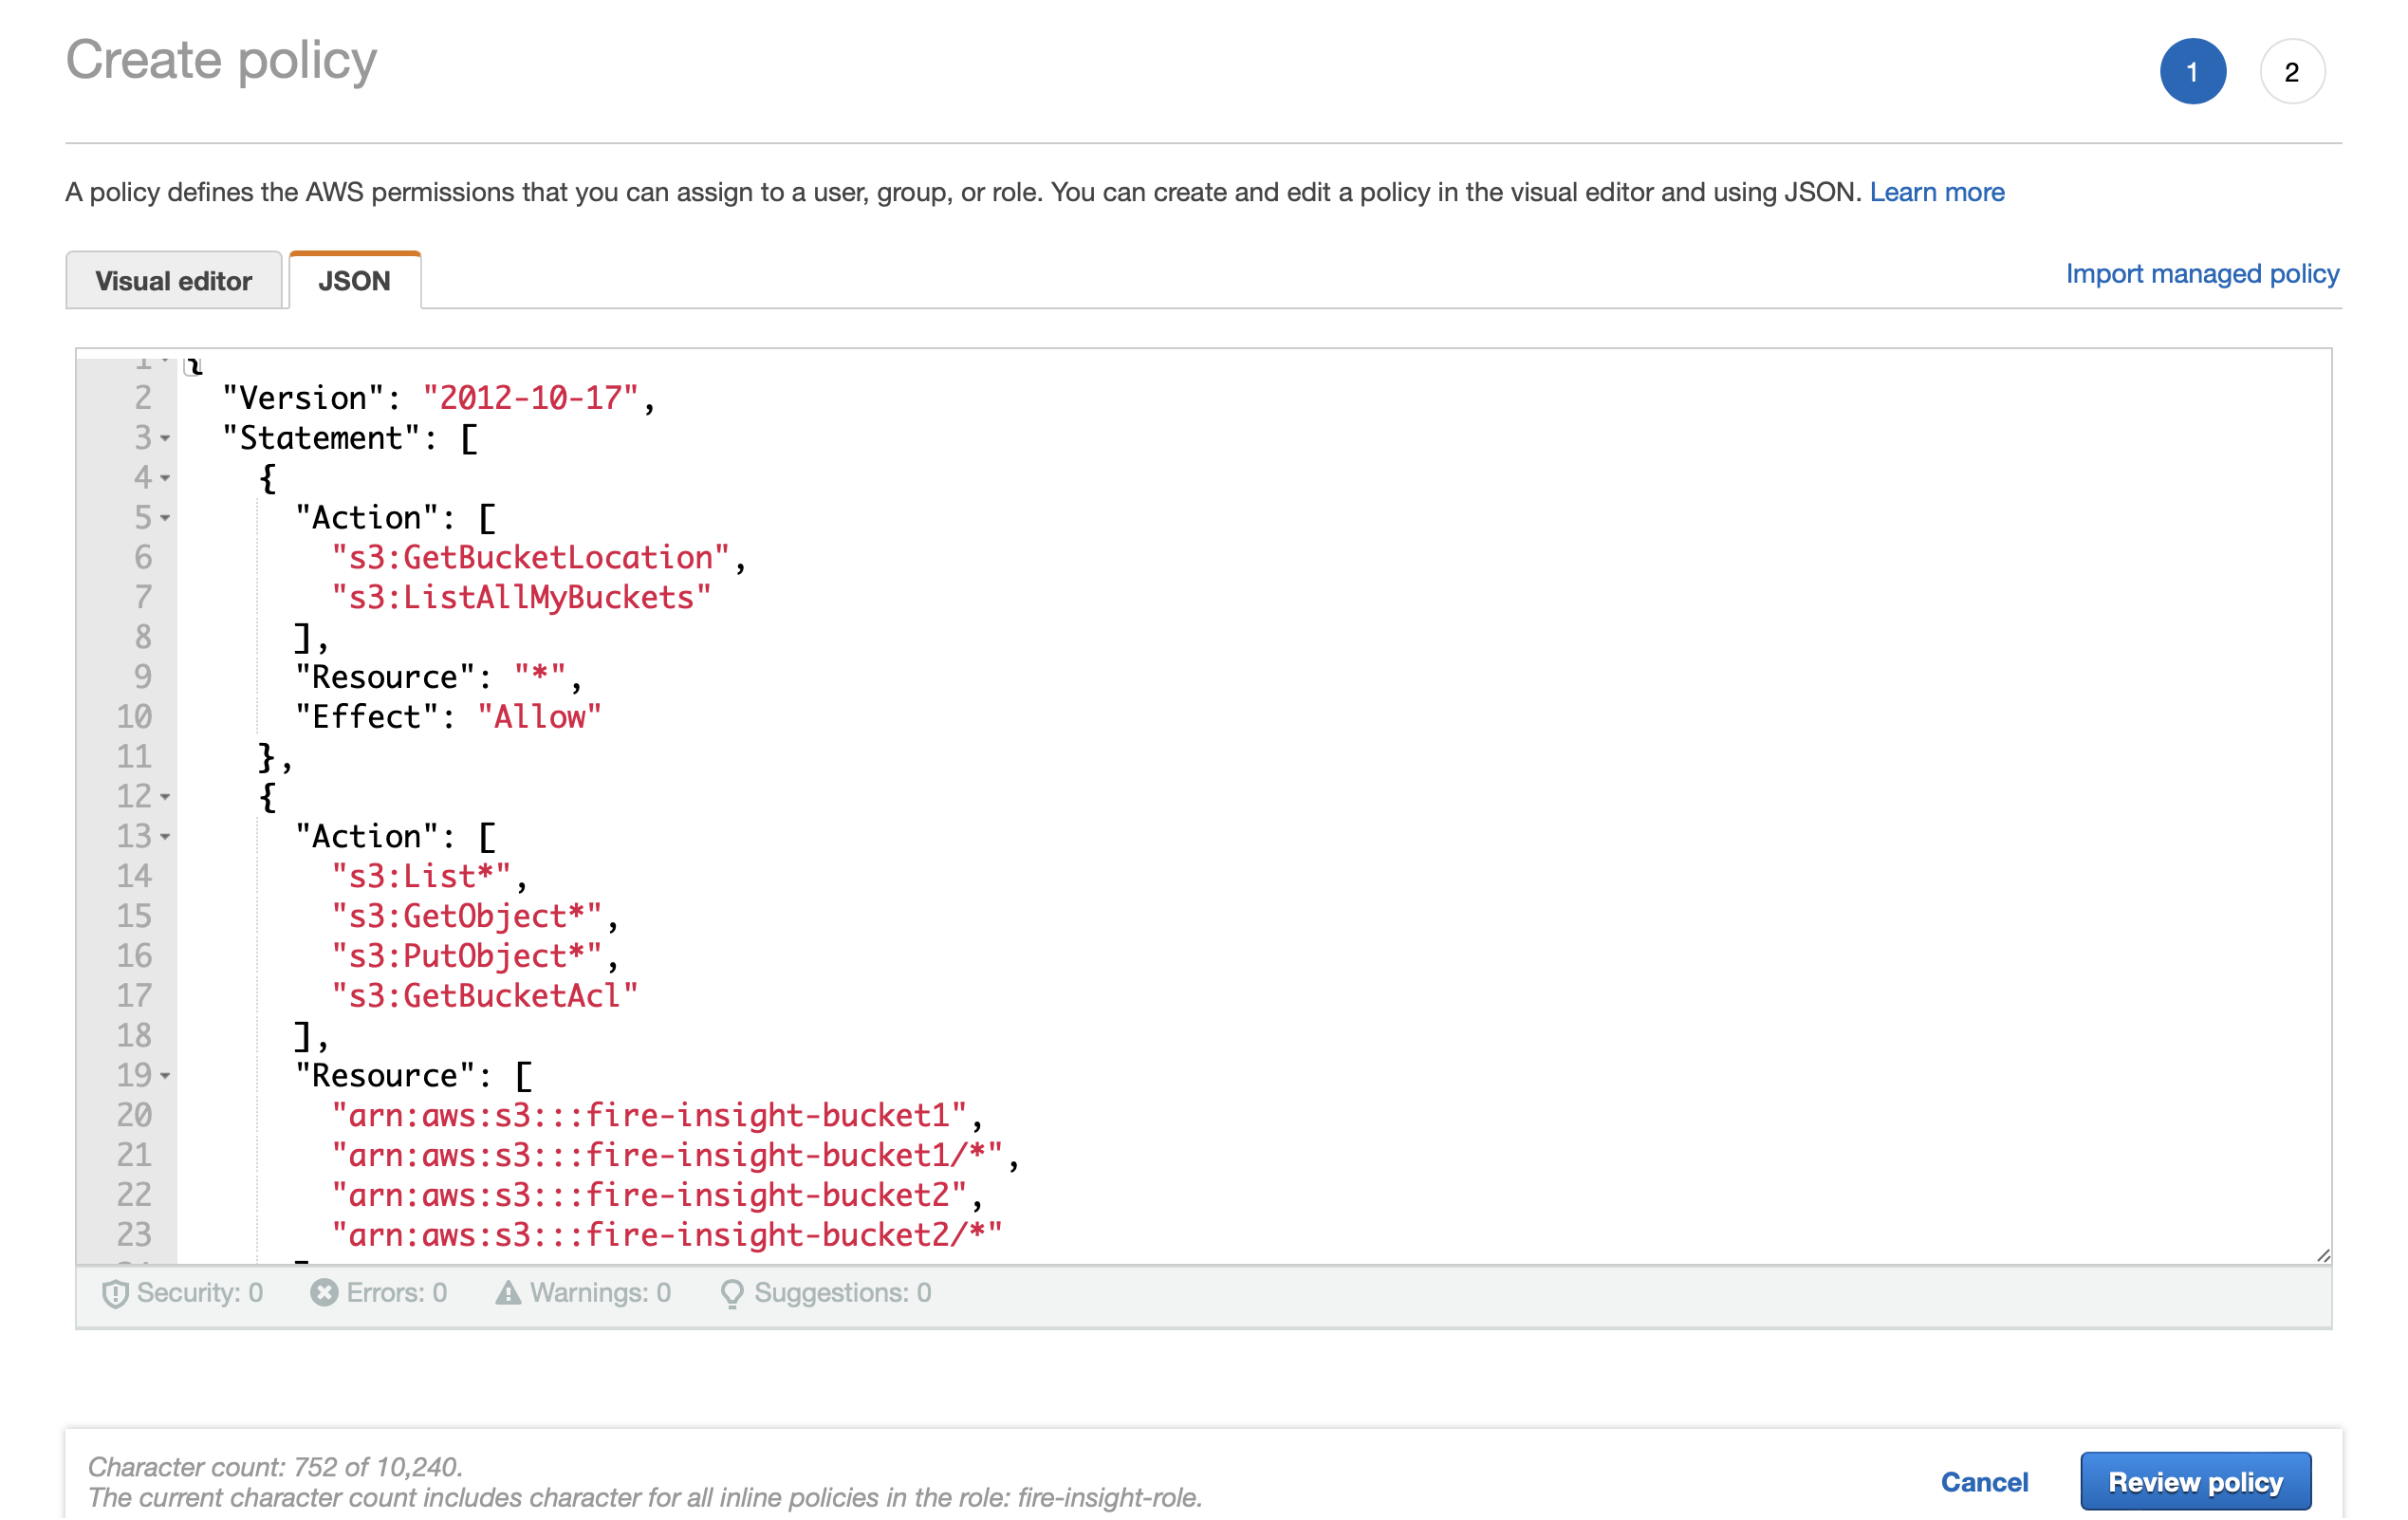 Create policy
1
2
A policy defines the AWS permissions that you can assign to a user, group, or role. You can create and edit a policy in the visual editor and using JSON. Learn more
Visual editor
JSON
Import managed policy
1 {
2 "Version": "2012-10-17",
3 "Statement": [
4 {
5 "Action": [
6 "s3:GetBucketLocation",
7 "s3:ListAllMyBuckets"
8 ],
9 "Resource": "*",
10 "Effect": "Allow"
11 },
12 {
13 "Action": [
14 "s3:List*",
15 "s3:GetObject*",
16 "s3:PutObject*",
17 "s3:GetBucketAcl"
18 ],
19 "Resource": [
20 "arn:aws:s3:::fire-insight-bucket1",
21 "arn:aws:s3:::fire-insight-bucket1/*",
22 "arn:aws:s3:::fire-insight-bucket2",
23 "arn:aws:s3:::fire-insight-bucket2/*"
Security: 0
Errors: 0
Warnings: 0
Suggestions: 0
Character count: 752 of 10,240.
The current character count includes character for all inline policies in the role: fire-insight-role.
Cancel
Review policy